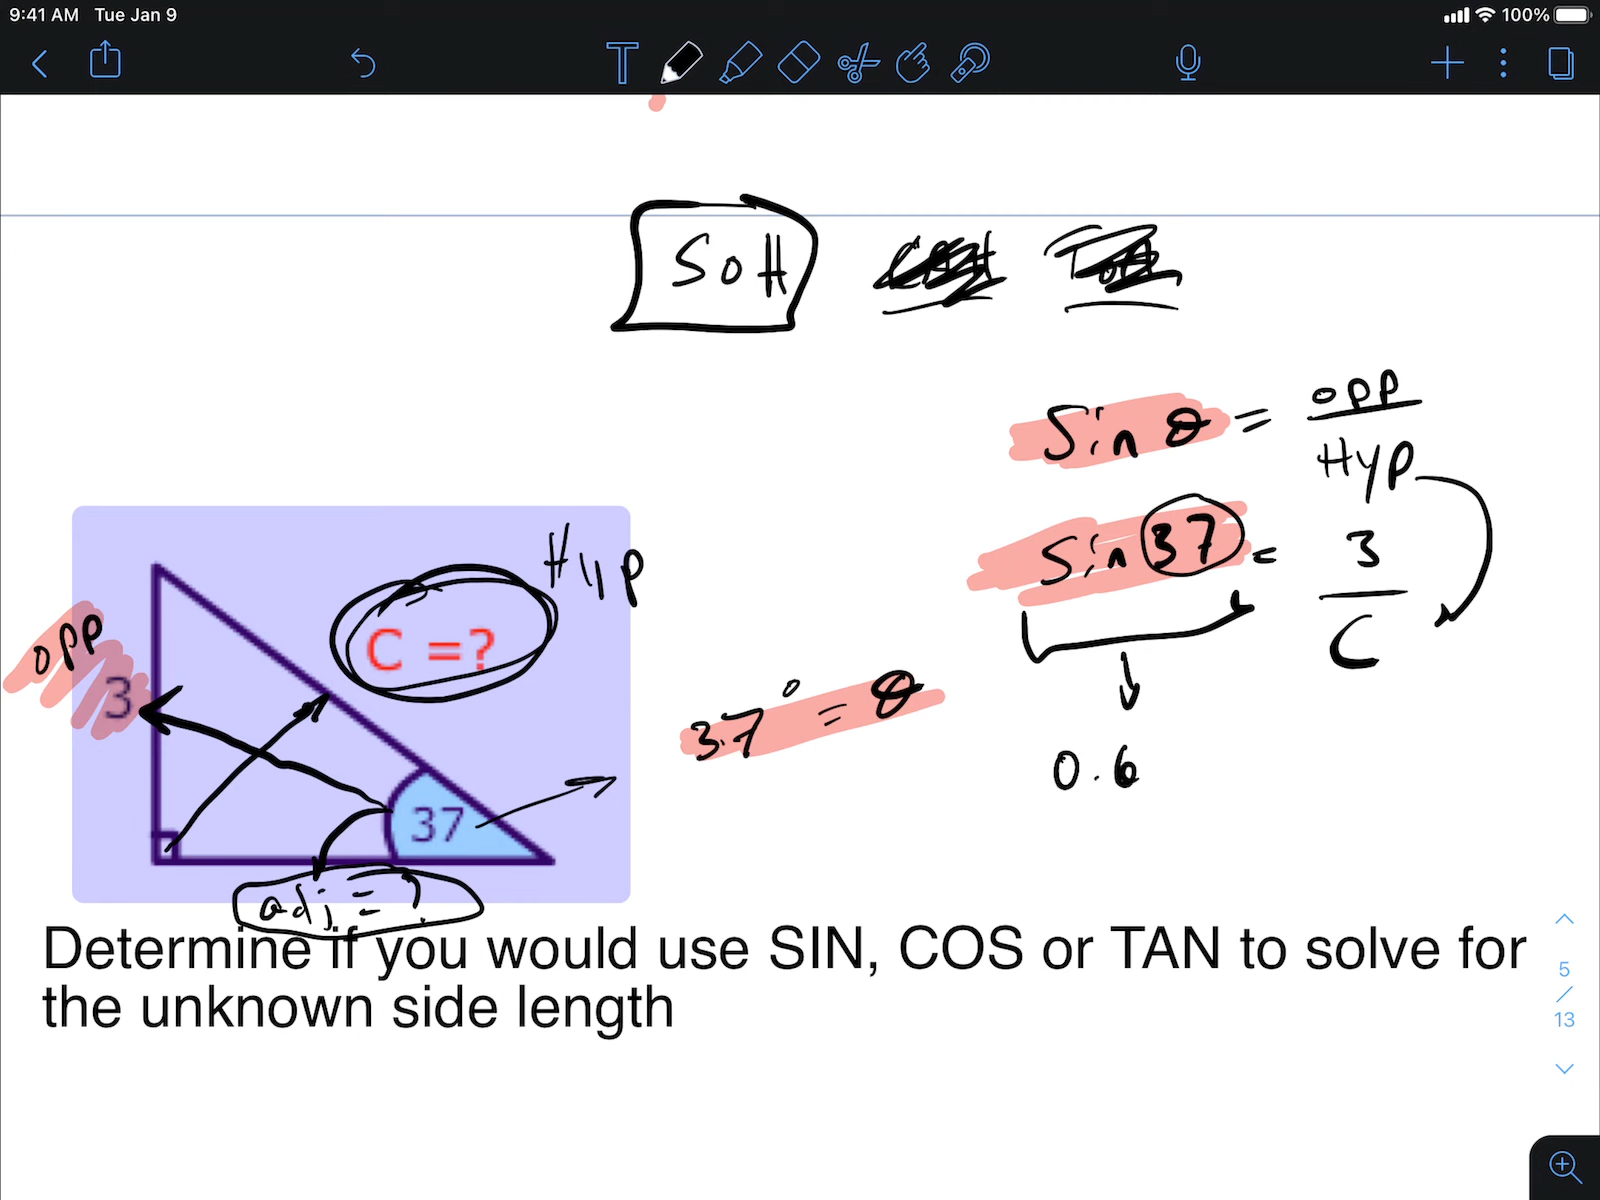 9:41 AM Tue Jan 9
100%
SOH
Sin θ = opp
Hyp
Sin 37 = 3
C
Hyp
C =?
opp
3
37° = θ
0.6
37
adj = ?
Determine if you would use SIN, COS or TAN to solve for
the unknown side length
5
/
13